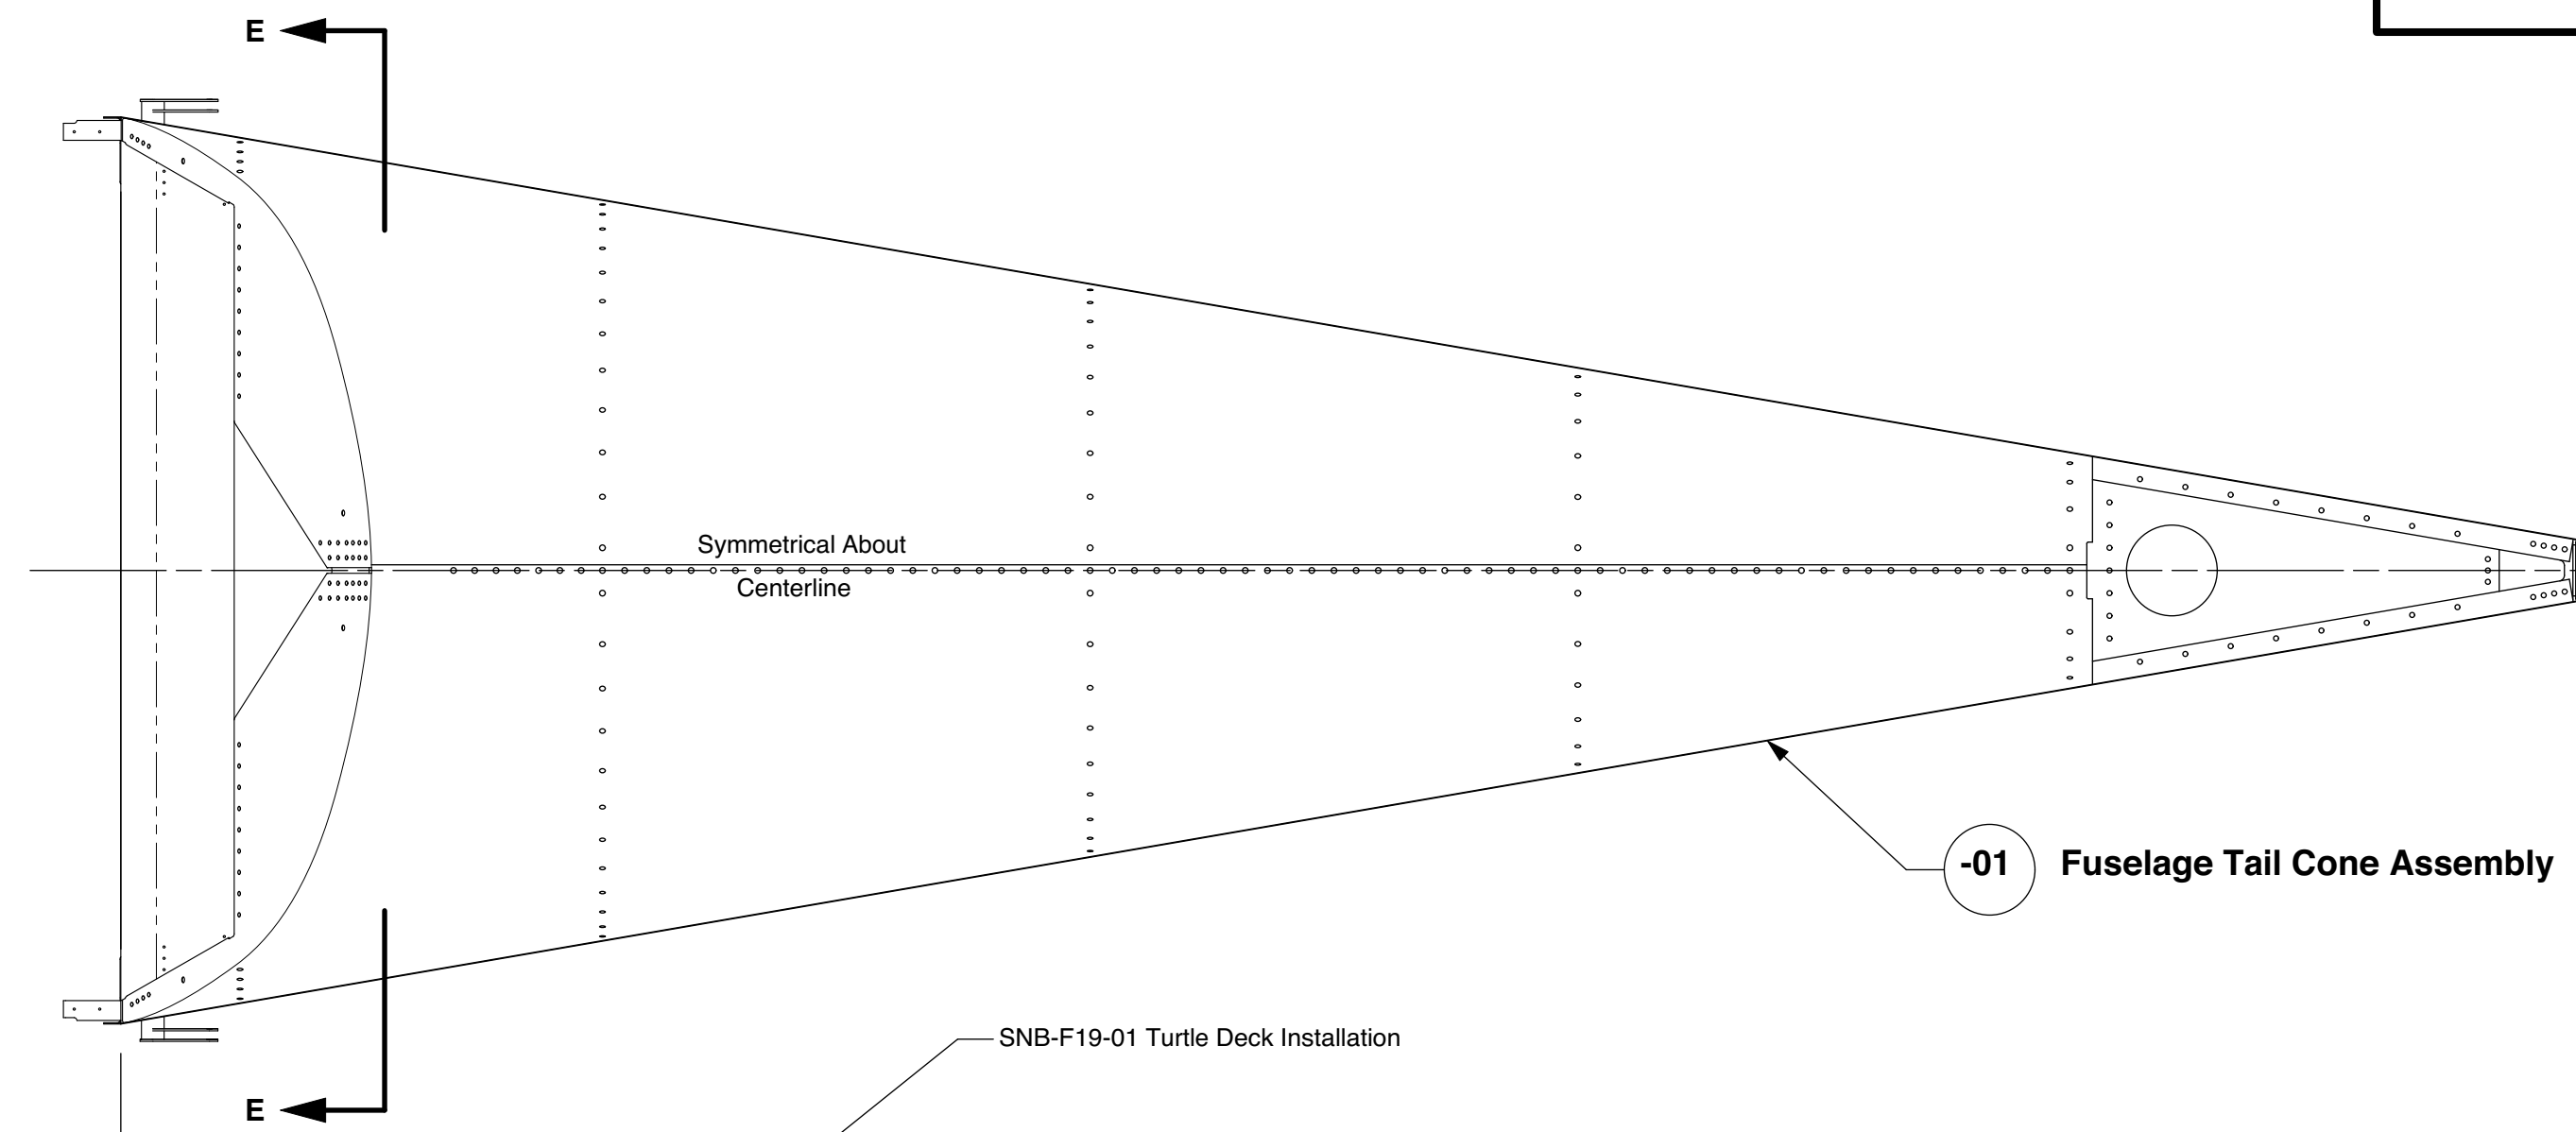 E
Symmetrical About
Centerline
-01 Fuselage Tail Cone Assembly
SNB-F19-01 Turtle Deck Installation
E